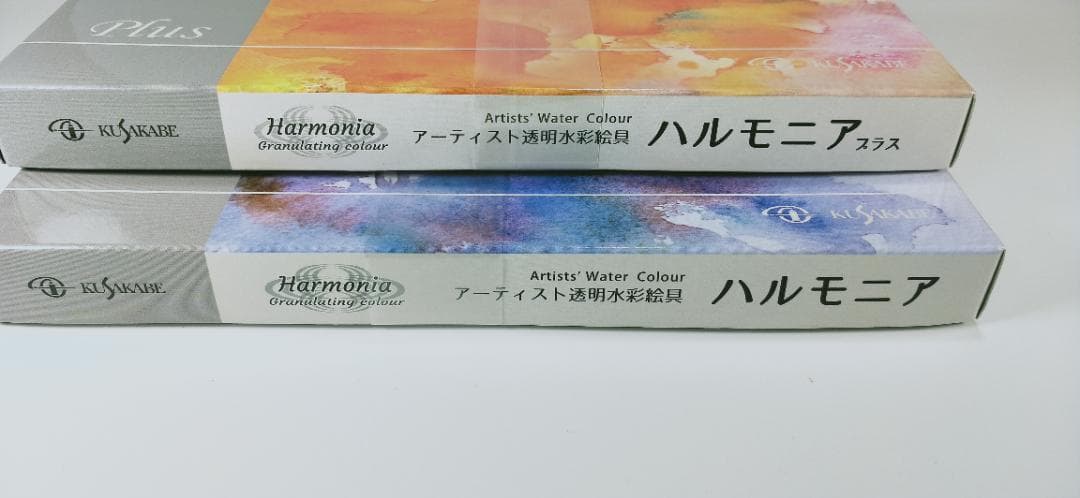 Plus
KUSAKABE
KUSAKABE
Harmonia
Granulating colour
Artists' Water Colour
アーティスト透明水彩絵具
ハルモニアプラス
KUSAKABE
KUSAKABE
Harmonia
Granulating colour
Artists' Water Colour
アーティスト透明水彩絵具
ハルモニア